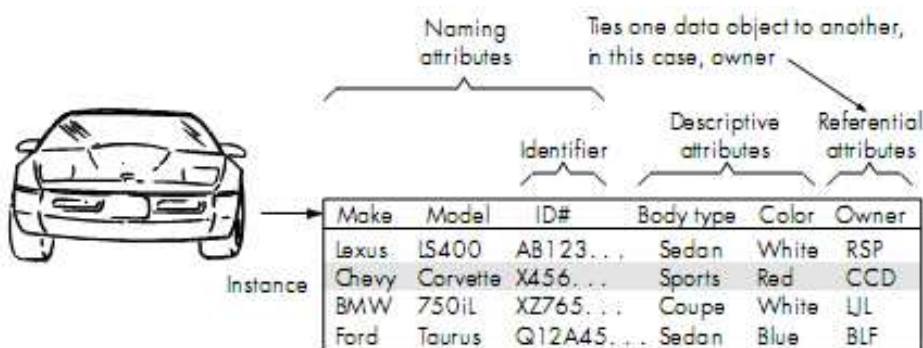 Naming attributes
Ties one data object to another,
in this case, owner
Identifier
Descriptive attributes
Referential attributes
Make Model ID# Body type Color Owner
Lexus LS400 AB123. . . Sedan White RSP
Instance
Chevy Corvette X456. . . Sports Red CCD
BMW 750iL XZ765. . . Coupe White LJL
Ford Taurus Q12A45. . . Sedan Blue BLF